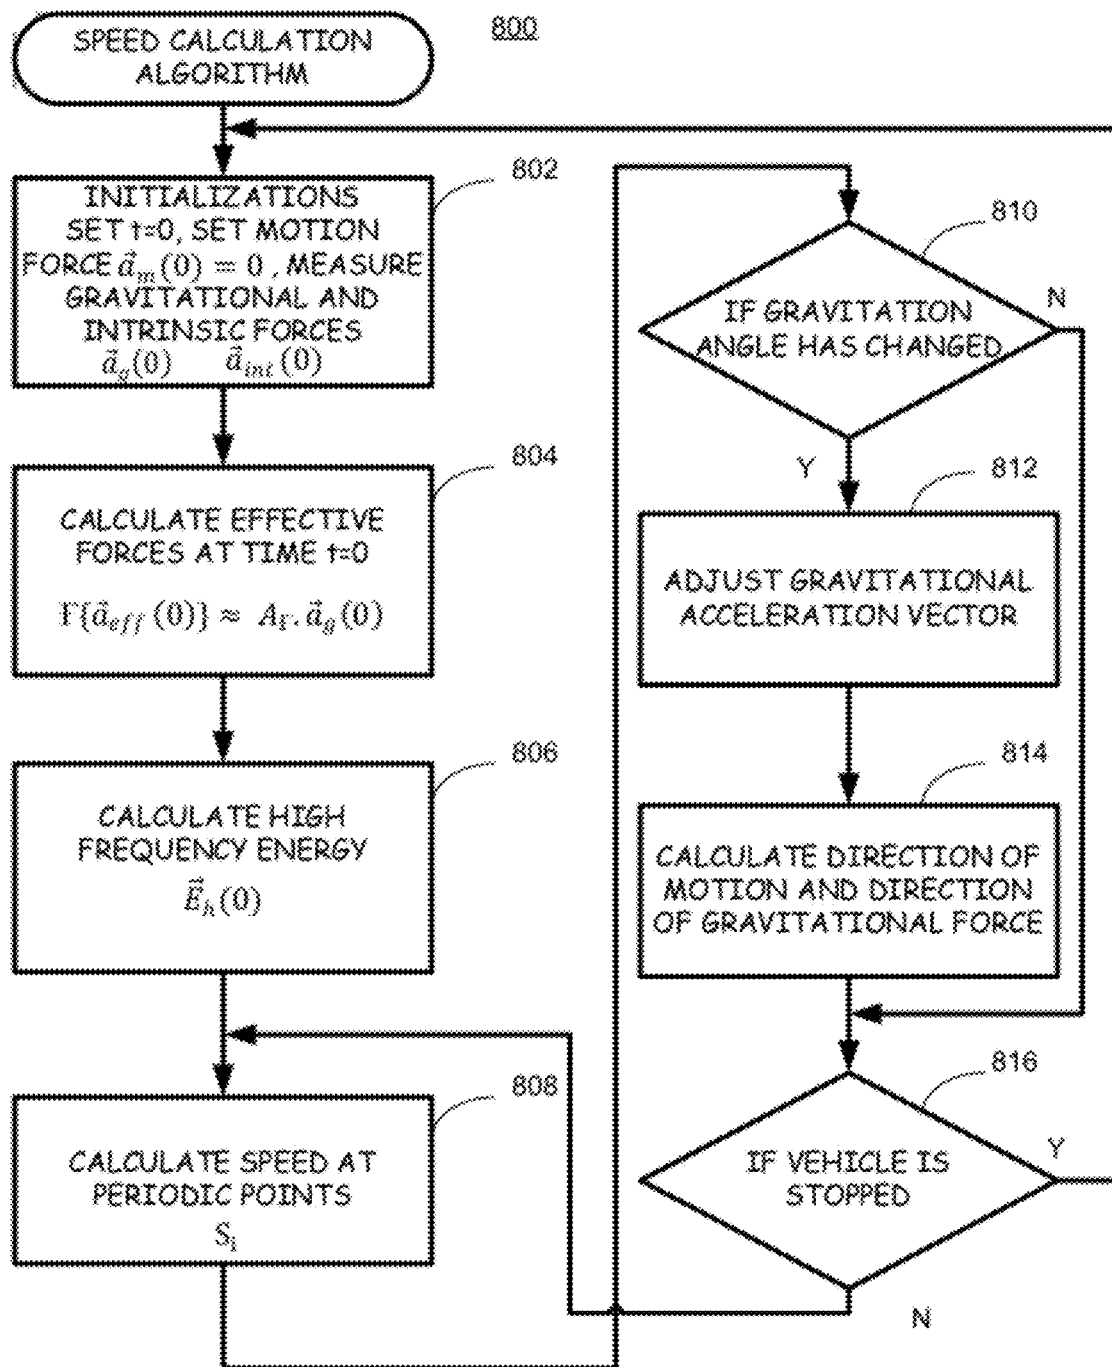 800
SPEED CALCULATION
ALGORITHM
802
INITIALIZATIONS
SET t=0, SET MOTION
FORCE \vec{a}_m(0) = 0 , MEASURE
GRAVITATIONAL AND
INTRINSIC FORCES
\vec{a}_g(0) \vec{a}_{int}(0)
804
CALCULATE EFFECTIVE
FORCES AT TIME t=0
Γ{\vec{a}_{eff}(0)} ≈ A_Γ. \vec{a}_g(0)
806
CALCULATE HIGH
FREQUENCY ENERGY
\vec{E}_h(0)
808
CALCULATE SPEED AT
PERIODIC POINTS
S_i
810
IF GRAVITATION
ANGLE HAS CHANGED
N
Y
812
ADJUST GRAVITATIONAL
ACCELERATION VECTOR
814
CALCULATE DIRECTION OF
MOTION AND DIRECTION
OF GRAVITATIONAL FORCE
816
IF VEHICLE IS
STOPPED
Y
N